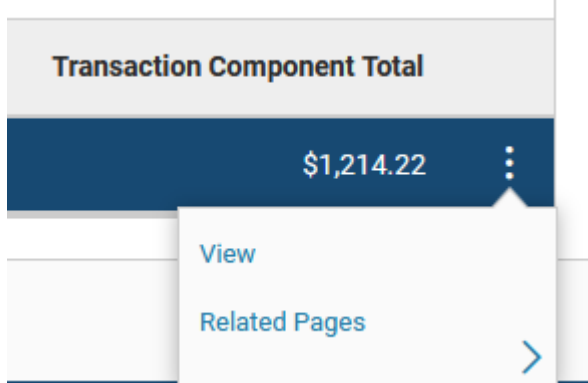 Transaction Component Total
$1,214.22
View
Related Pages